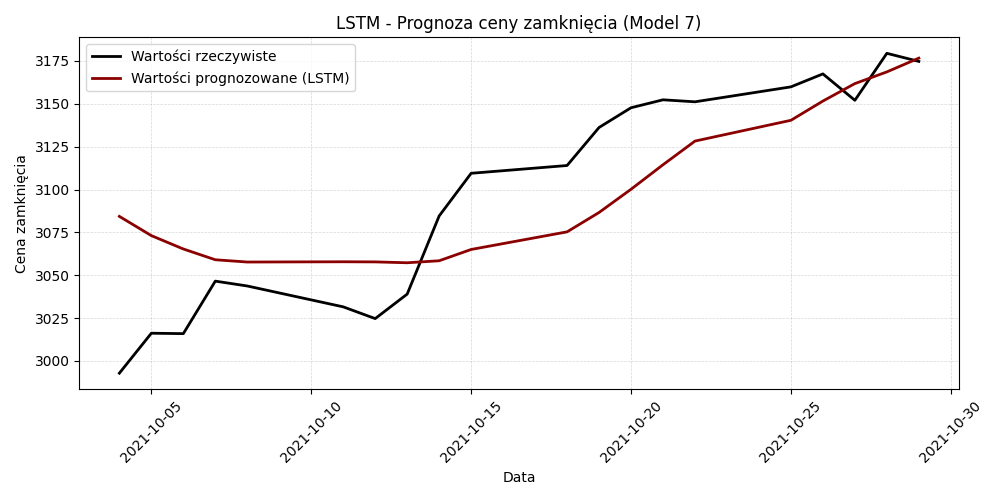 LSTM - Prognoza ceny zamknięcia (Model 7)
Wartości rzeczywiste
Wartości prognozowane (LSTM)
Cena zamknięcia
3175
3150
3125
3100
3075
3050
3025
3000
2021-10-05
2021-10-10
2021-10-15
2021-10-20
2021-10-25
2021-10-30
Data